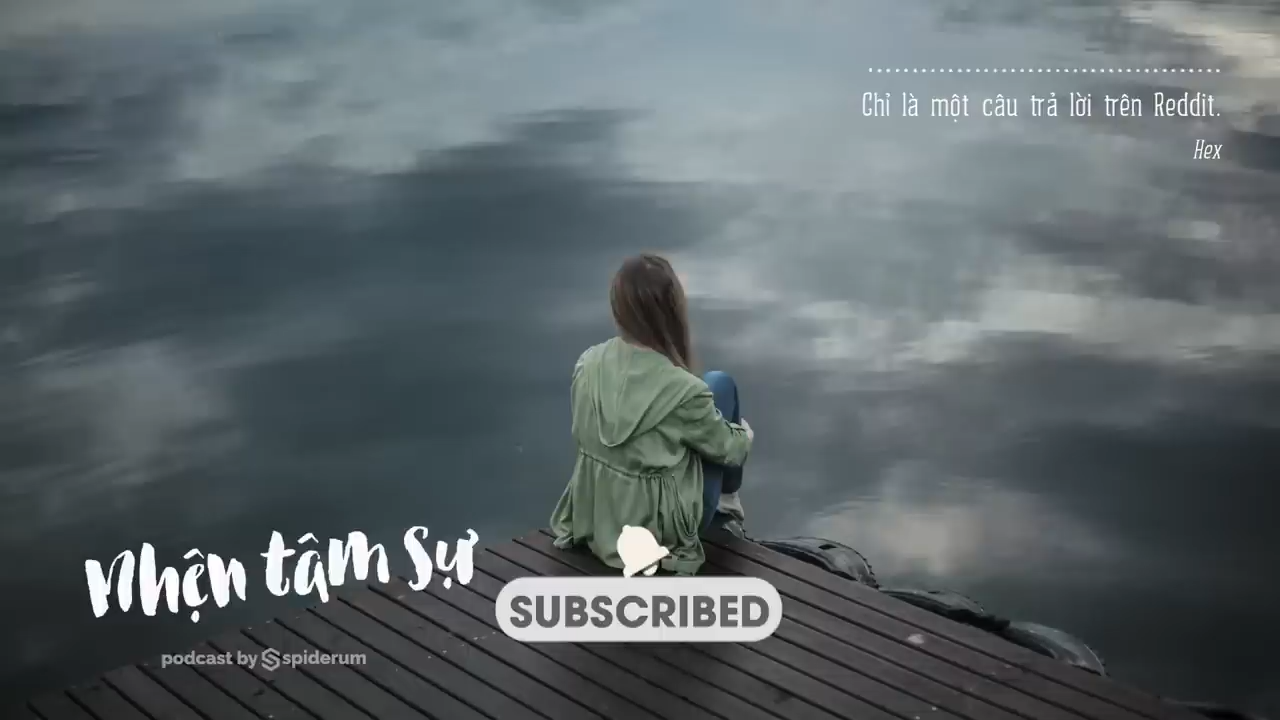 Chỉ là một câu trả lời trên Reddit.
Hex
Nhện tâm sự
SUBSCRIBED
podcast by spiderum